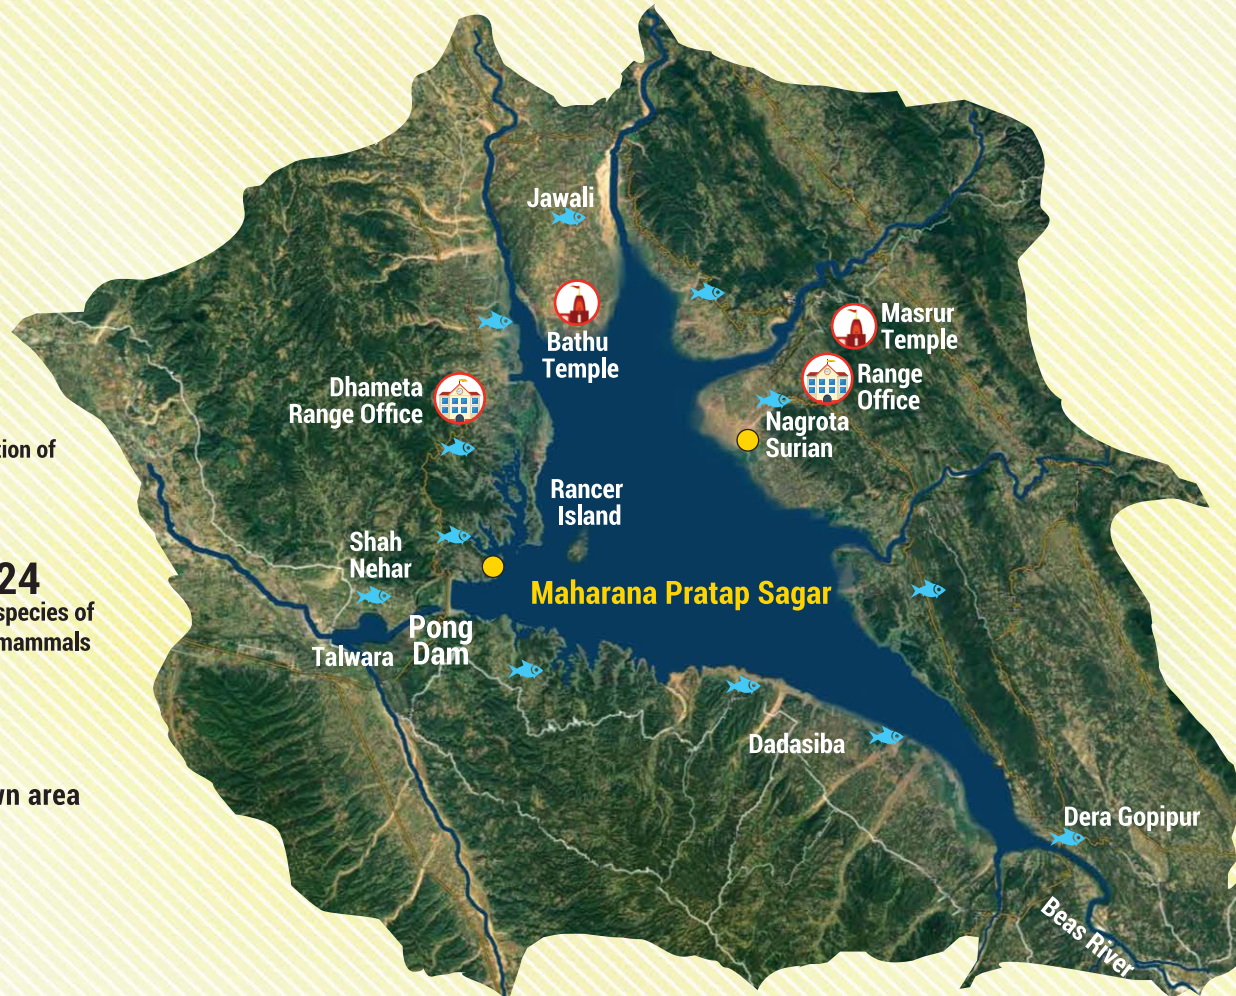 Jawali
Bathu
Temple
Masrur
Temple
Range
Office
Dhameta
Range Office
Nagrota
Surian
tion of
Rancer
Island
Shah
Nehar
24
species of
mammals
Maharana Pratap Sagar
Pong
Dam
Talwara
Dadasiba
wn area
Dera Gopipur
Beas River